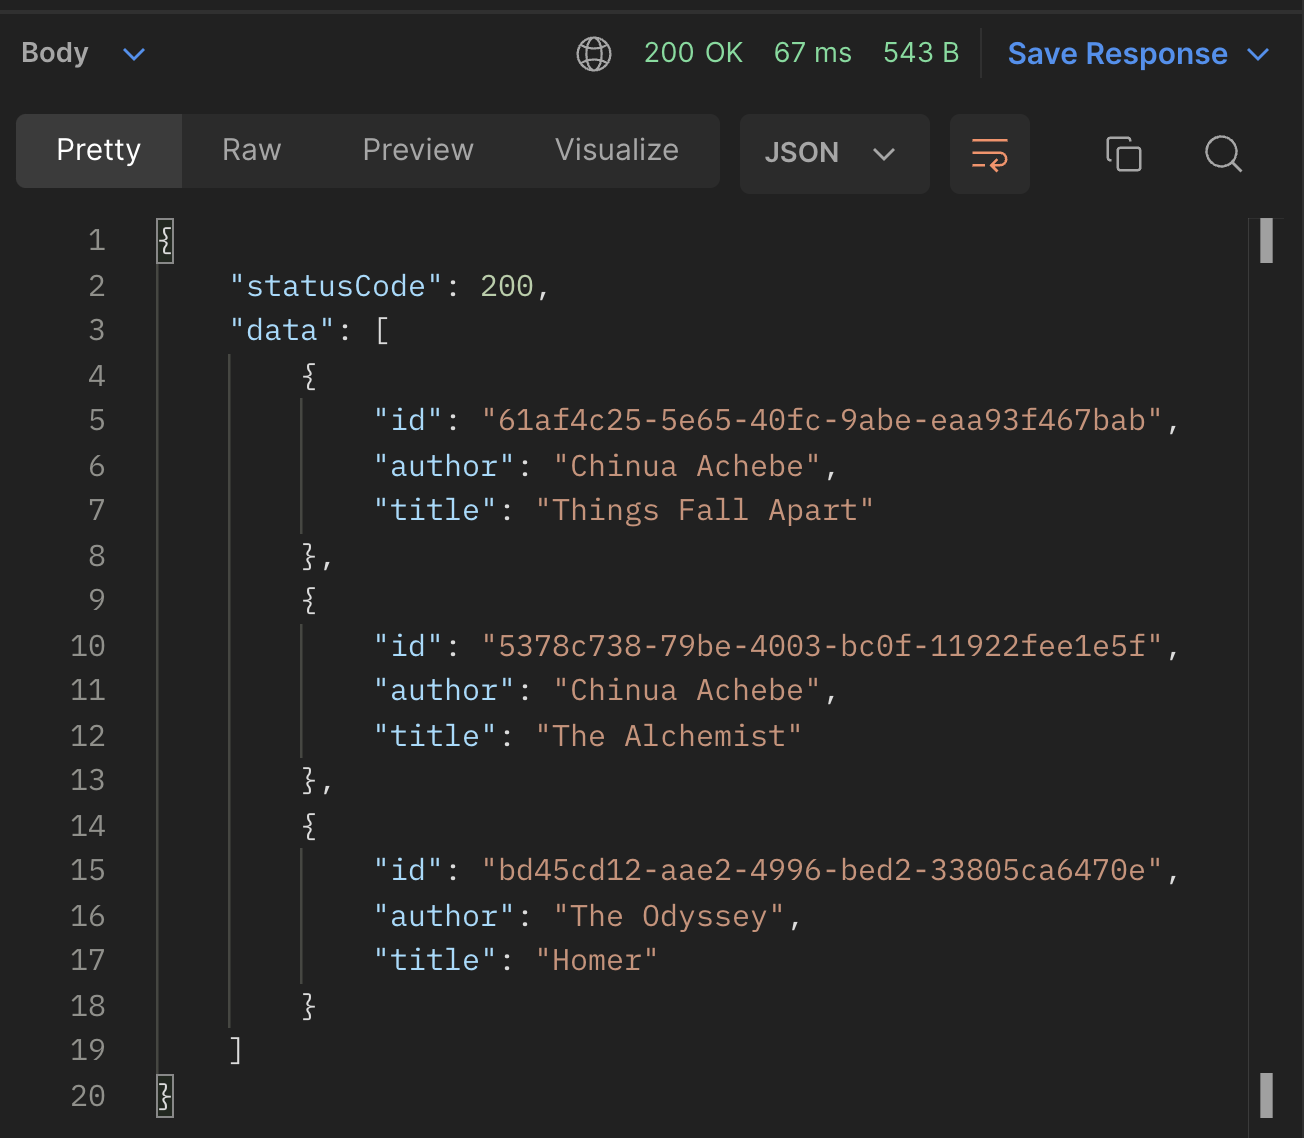 Body 200 OK 67 ms 543 B Save Response
Pretty Raw Preview Visualize JSON
1 {
2 "statusCode": 200,
3 "data": [
4 {
5 "id": "61af4c25-5e65-40fc-9abe-eaa93f467bab",
6 "author": "Chinua Achebe",
7 "title": "Things Fall Apart"
8 },
9 {
10 "id": "5378c738-79be-4003-bc0f-11922fee1e5f",
11 "author": "Chinua Achebe",
12 "title": "The Alchemist"
13 },
14 {
15 "id": "bd45cd12-aae2-4996-bed2-33805ca6470e",
16 "author": "The Odyssey",
17 "title": "Homer"
18 }
19 ]
20 }